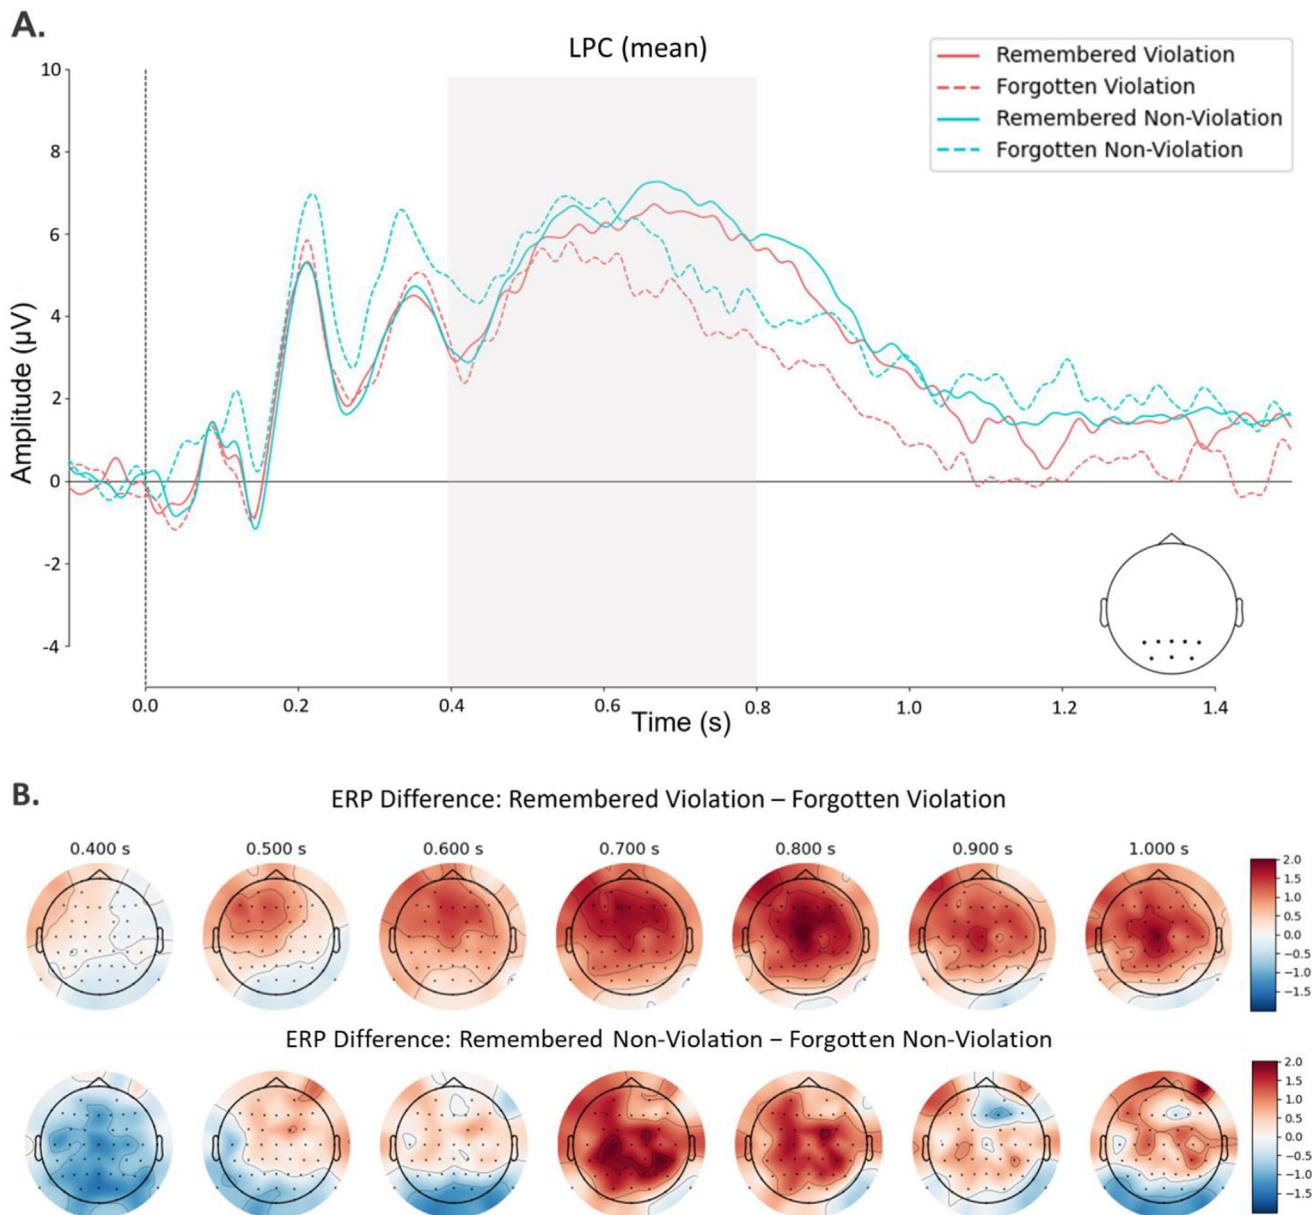 A.
LPC (mean)
Remembered Violation
Forgotten Violation
Remembered Non-Violation
Forgotten Non-Violation
10
8
6
4
2
0
-2
-4
Amplitude (µV)
0.0 0.2 0.4 0.6 0.8 1.0 1.2 1.4
Time (s)
B.
ERP Difference: Remembered Violation – Forgotten Violation
0.400 s 0.500 s 0.600 s 0.700 s 0.800 s 0.900 s 1.000 s
2.0
1.5
1.0
0.5
0.0
−0.5
−1.0
−1.5
ERP Difference: Remembered Non-Violation – Forgotten Non-Violation
2.0
1.5
1.0
0.5
0.0
−0.5
−1.0
−1.5